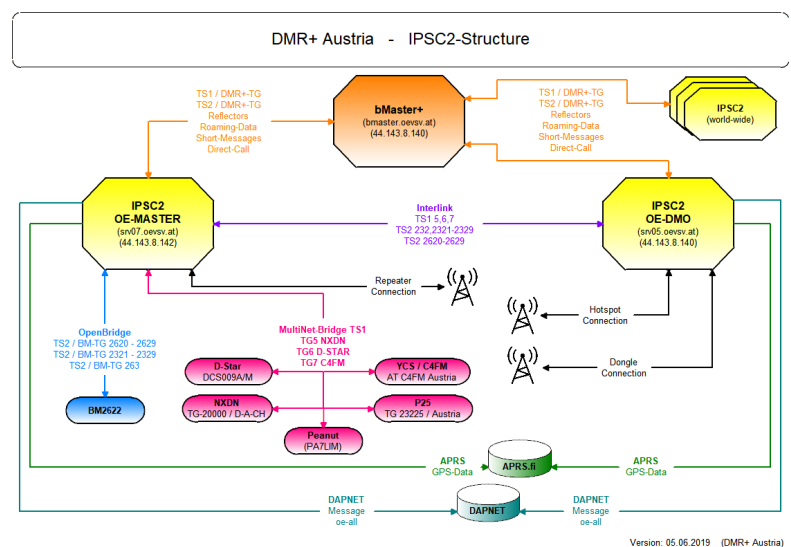 DMR+ Austria - IPSC2-Structure
TS1 / DMR+-TG
TS2 / DMR+-TG
Reflectors
Roaming-Data
Short-Messages
Direct-Call
bMaster+
(bmaster.oevsv.at)
(44.143.8.140)
TS1 / DMR+-TG
TS2 / DMR+-TG
Reflectors
Roaming-Data
Short-Messages
Direct-Call
IPSC2
(world-wide)
IPSC2
OE-MASTER
(srv07.oevsv.at)
(44.143.8.142)
Interlink
TS1 5,6,7
TS2 232,2321-2329
TS2 2620-2629
IPSC2
OE-DMO
(srv05.oevsv.at)
(44.143.8.140)
Repeater
Connection
Hotspot
Connection
Dongle
Connection
OpenBridge
TS2 / BM-TG 2620 - 2629
TS2 / BM-TG 2321 - 2329
TS2 / BM-TG 263
BM2622
MultiNet-Bridge TS1
TG5 NXDN
TG6 D-STAR
TG7 C4FM
D-Star
DCS009A/M
YCS / C4FM
AT C4FM Austria
NXDN
TG-20000 / D-A-CH
P25
TG 23225 / Austria
Peanut
(PA7LIM)
APRS
GPS-Data
APRS.fi
APRS
GPS-Data
DAPNET
Message
oe-all
DAPNET
DAPNET
Message
oe-all
Version: 05.06.2019 (DMR+ Austria)